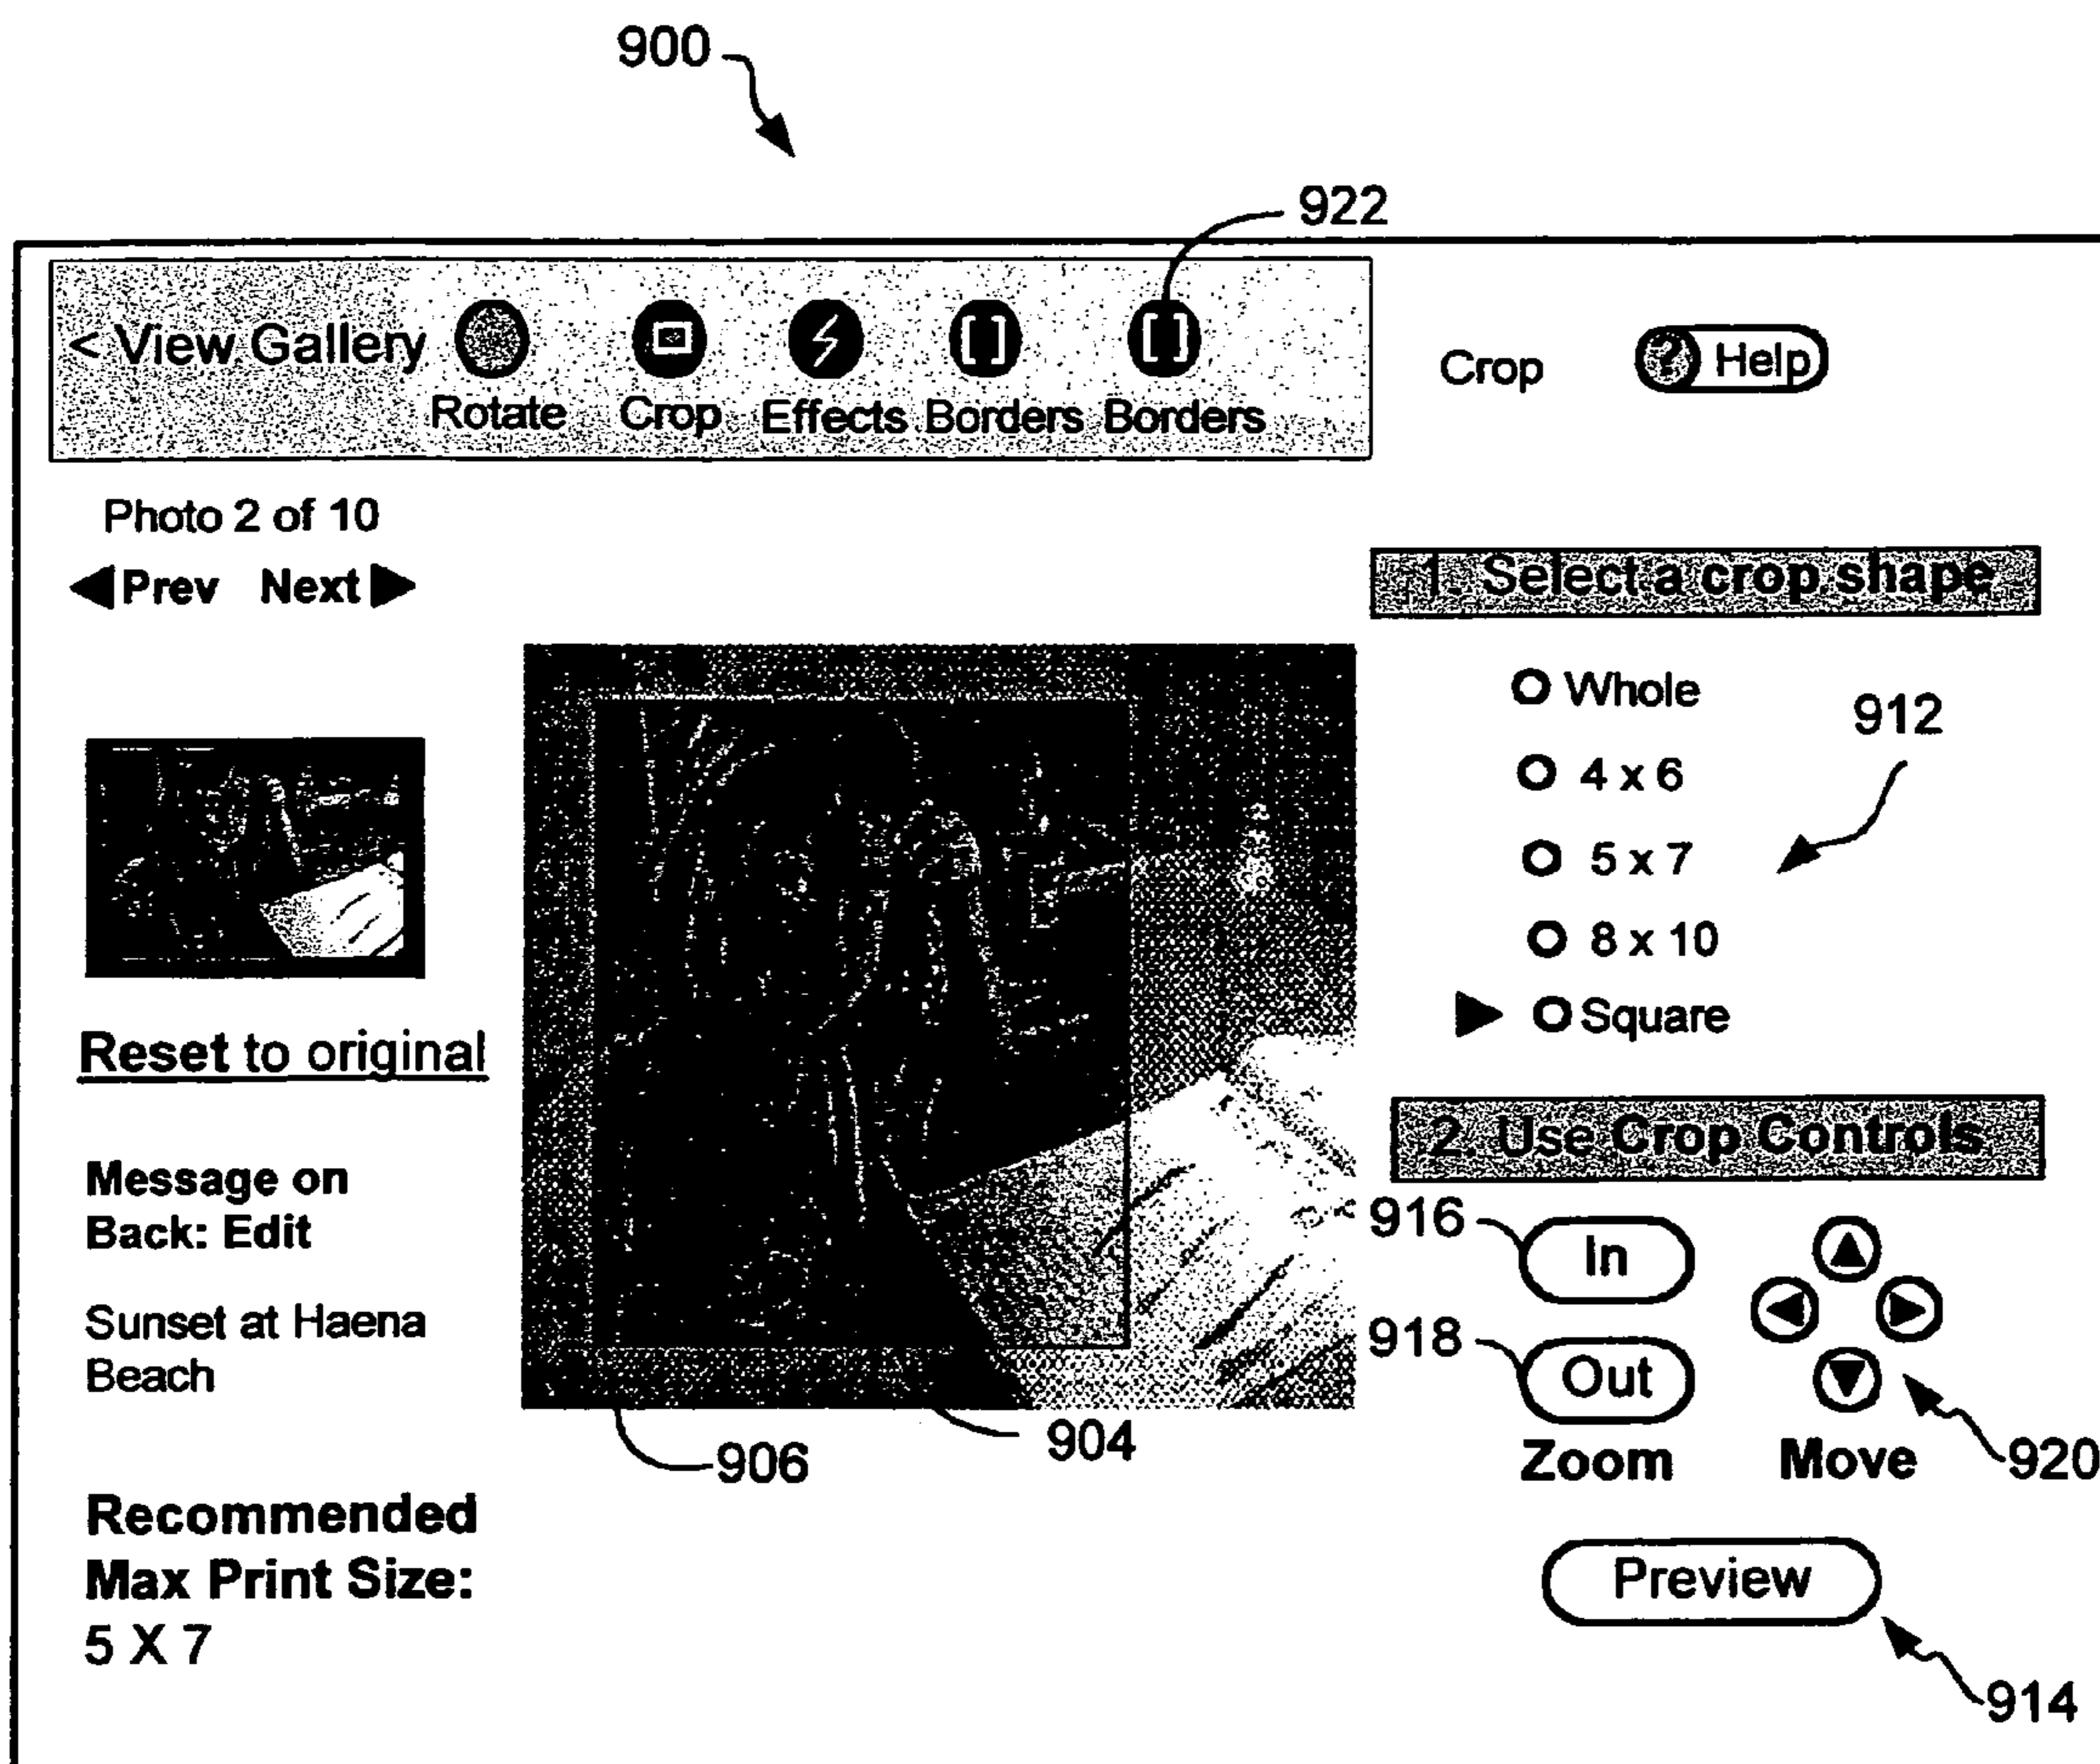 900
922
< View Gallery
Rotate
Crop
Effects
Borders
Borders
Crop
? Help
Photo 2 of 10
Prev Next
1. Select a crop shape
Whole
912
4 x 6
5 x 7
8 x 10
Square
Reset to original
2. Use Crop Controls
Message on
Back: Edit
916
In
Sunset at Haena
Beach
918
Out
904
906
Zoom
Move
920
Recommended
Max Print Size:
5 X 7
Preview
914